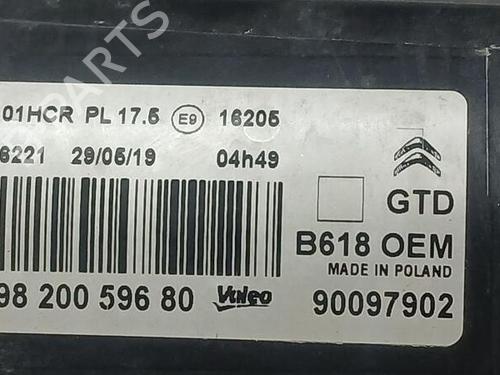 PARTS
01HCR PL 17.5 E9 16205
6221 29/05/19 04h49
GTD
B618 OEM
MADE IN POLAND
98 200 596 80 Valeo 90097902